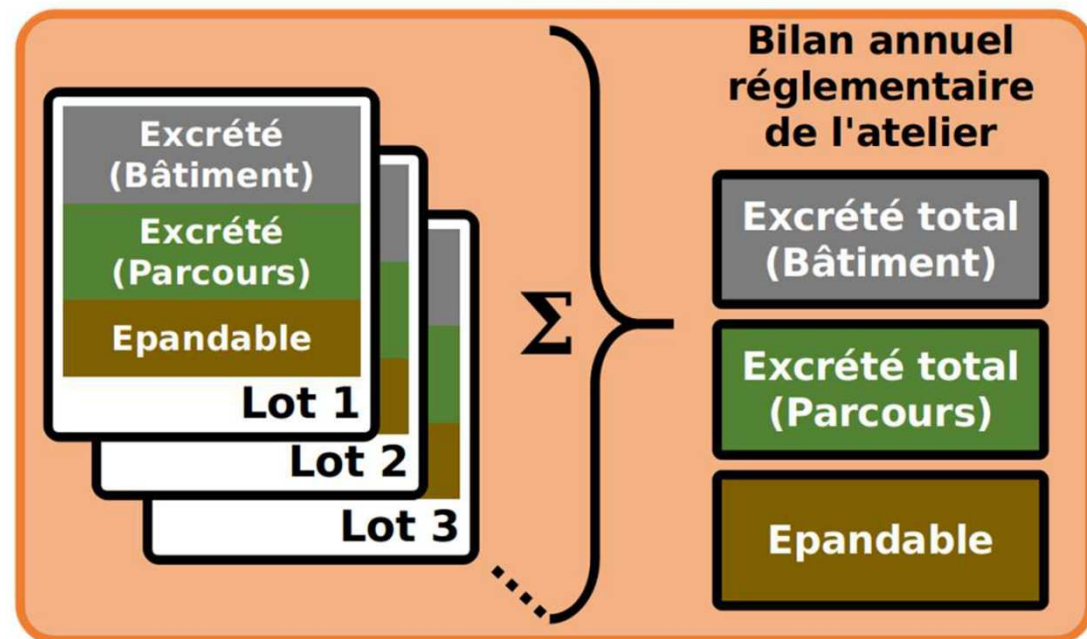 Excrété
(Bâtiment)
Excrété
(Parcours)
Epandable
Lot 1
Lot 2
Lot 3
Σ
Bilan annuel
réglementaire
de l'atelier
Excrété total
(Bâtiment)
Excrété total
(Parcours)
Epandable